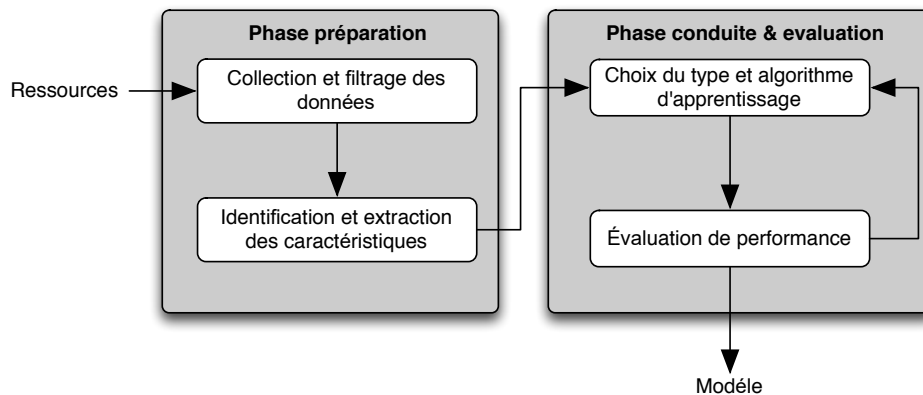 Phase préparation
Ressources
Collection et filtrage des
données
Identification et extraction
des caractéristiques
Phase conduite & evaluation
Choix du type et algorithme
d'apprentissage
Évaluation de performance
Modéle